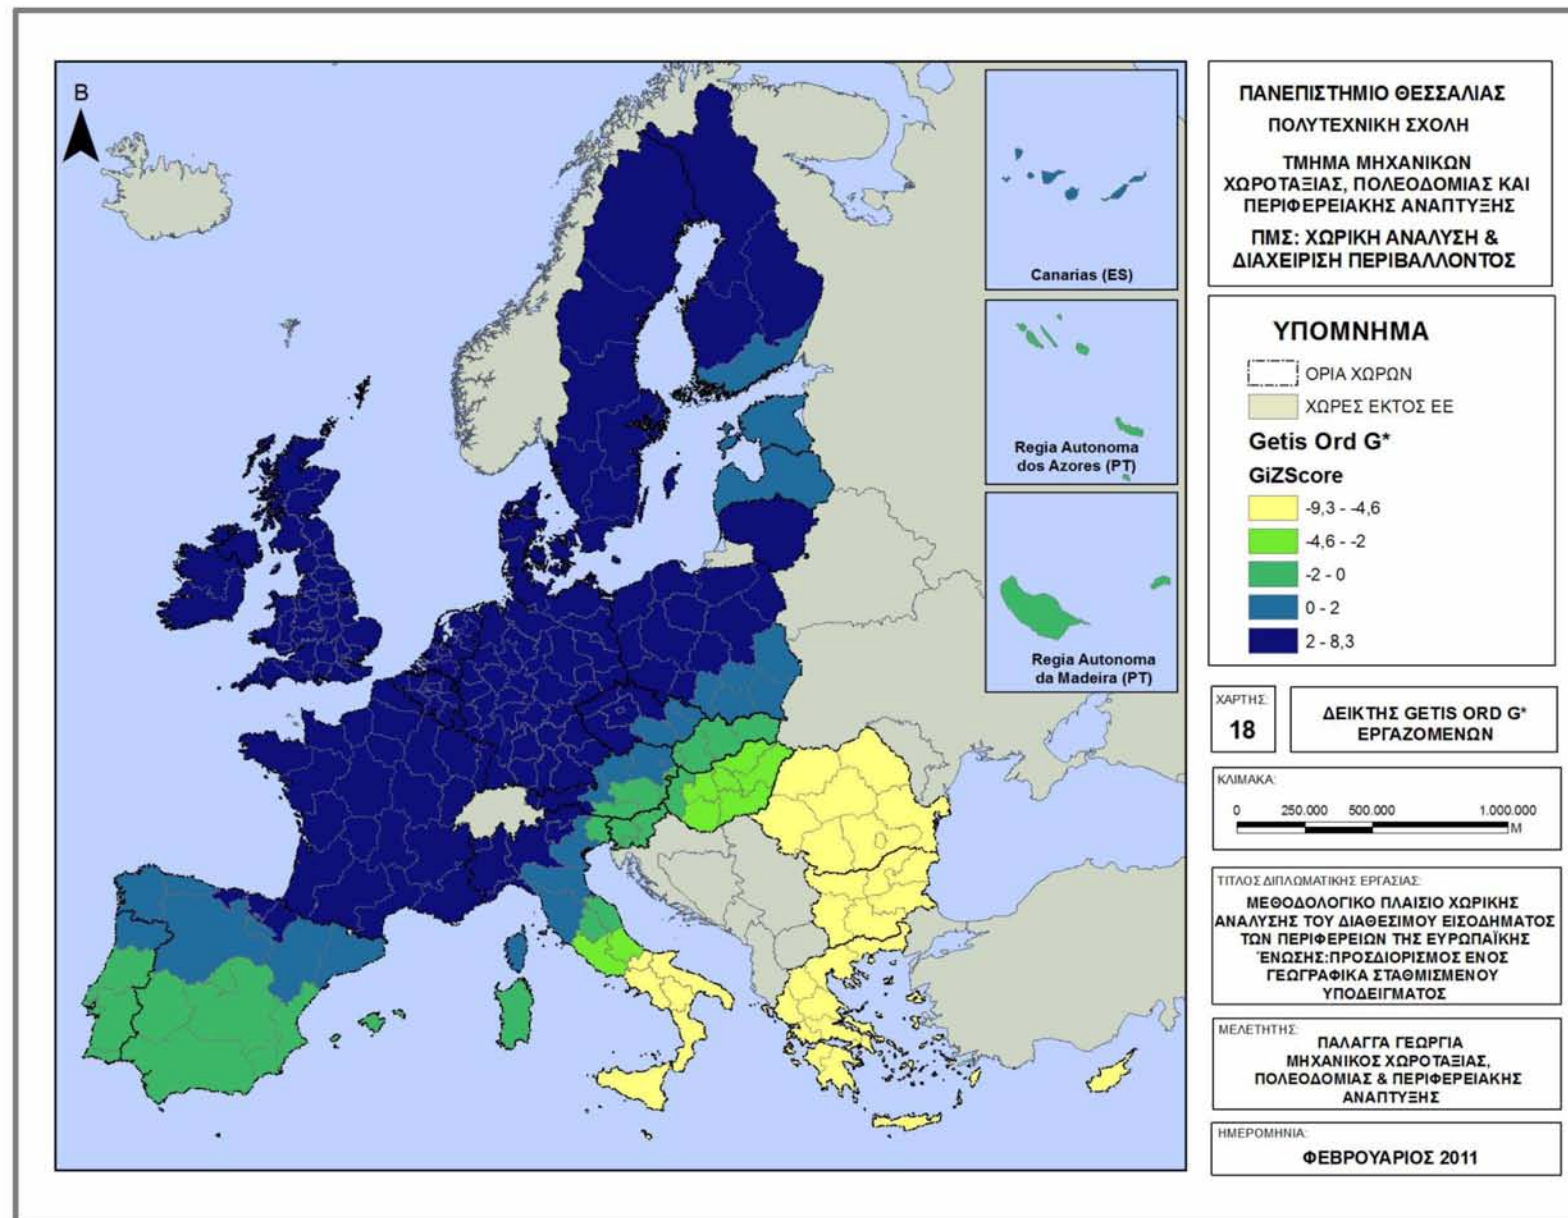 B
Canarias (ES)
Regia Autonoma
dos Azores (PT)
Regia Autonoma
da Madeira (PT)
ΠΑΝΕΠΙΣΤΗΜΙΟ ΘΕΣΣΑΛΙΑΣ
ΠΟΛΥΤΕΧΝΙΚΗ ΣΧΟΛΗ
ΤΜΗΜΑ ΜΗΧΑΝΙΚΩΝ
ΧΩΡΟΤΑΞΙΑΣ, ΠΟΛΕΟΔΟΜΙΑΣ ΚΑΙ
ΠΕΡΙΦΕΡΕΙΑΚΗΣ ΑΝΑΠΤΥΞΗΣ
ΠΜΣ: ΧΩΡΙΚΗ ΑΝΑΛΥΣΗ &
ΔΙΑΧΕΙΡΙΣΗ ΠΕΡΙΒΑΛΛΟΝΤΟΣ
ΥΠΟΜΝΗΜΑ
ΟΡΙΑ ΧΩΡΩΝ
ΧΩΡΕΣ ΕΚΤΟΣ ΕΕ
Getis Ord G*
GiZScore
-9,3 - -4,6
-4,6 - -2
-2 - 0
0 - 2
2 - 8,3
ΧΑΡΤΗΣ:
18
ΔΕΙΚΤΗΣ GETIS ORD G*
ΕΡΓΑΖΟΜΕΝΩΝ
ΚΛΙΜΑΚΑ:
0 250.000 500.000 1.000.000
M
ΤΙΤΛΟΣ ΔΙΠΛΩΜΑΤΙΚΗΣ ΕΡΓΑΣΙΑΣ:
ΜΕΘΟΔΟΛΟΓΙΚΟ ΠΛΑΙΣΙΟ ΧΩΡΙΚΗΣ
ΑΝΑΛΥΣΗΣ ΤΟΥ ΔΙΑΘΕΣΙΜΟΥ ΕΙΣΟΔΗΜΑΤΟΣ
ΤΩΝ ΠΕΡΙΦΕΡΕΙΩΝ ΤΗΣ ΕΥΡΩΠΑΪΚΗΣ
ΈΝΩΣΗΣ:ΠΡΟΣΔΙΟΡΙΣΜΟΣ ΕΝΟΣ
ΓΕΩΓΡΑΦΙΚΑ ΣΤΑΘΜΙΣΜΕΝΟΥ
ΥΠΟΔΕΙΓΜΑΤΟΣ
ΜΕΛΕΤΗΤΗΣ:
ΠΑΛΑΓΓΑ ΓΕΩΡΓΙΑ
ΜΗΧΑΝΙΚΟΣ ΧΩΡΟΤΑΞΙΑΣ,
ΠΟΛΕΟΔΟΜΙΑΣ & ΠΕΡΙΦΕΡΕΙΑΚΗΣ
ΑΝΑΠΤΥΞΗΣ
ΗΜΕΡΟΜΗΝΙΑ:
ΦΕΒΡΟΥΑΡΙΟΣ 2011